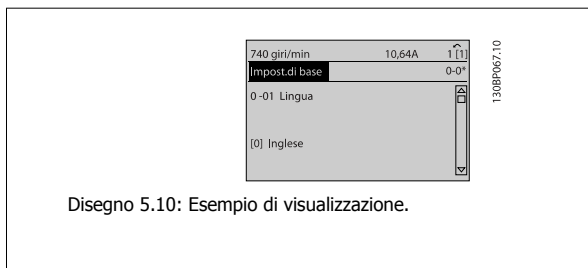 740 giri/min 10,64A 1 [1]
Impost.di base 0-0*
0 -01 Lingua
[0] Inglese
130BP067.10
Disegno 5.10: Esempio di visualizzazione.